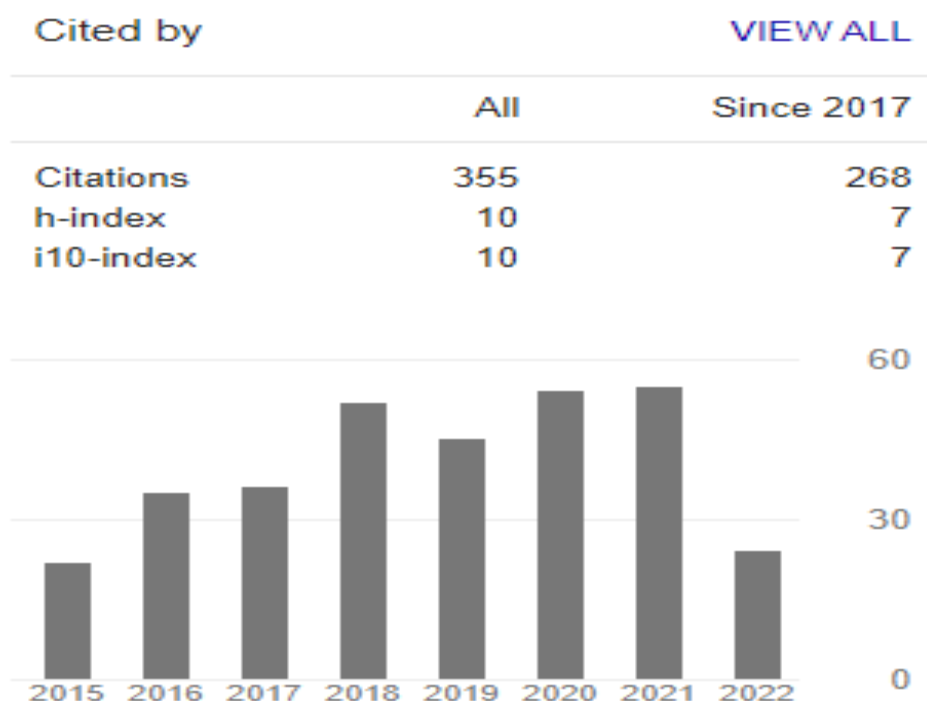 Cited by VIEW ALL
All Since 2017
Citations 355 268
h-index 10 7
i10-index 10 7
60
30
0
2015 2016 2017 2018 2019 2020 2021 2022